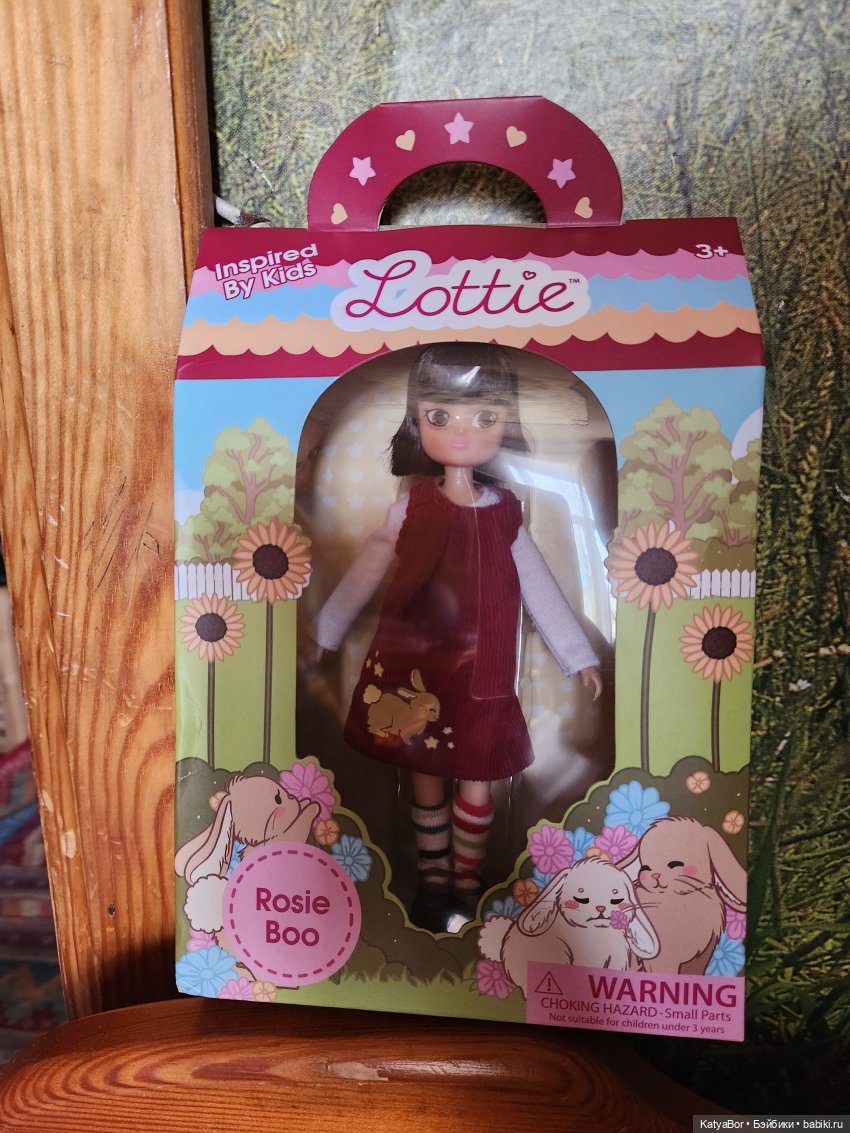 Inspired
By Kids
Lottie™
3+
Rosie
Boo
⚠ WARNING
CHOKING HAZARD - Small Parts
Not suitable for children under 3 years
KatyaBor • Бэйбики • babiki.ru